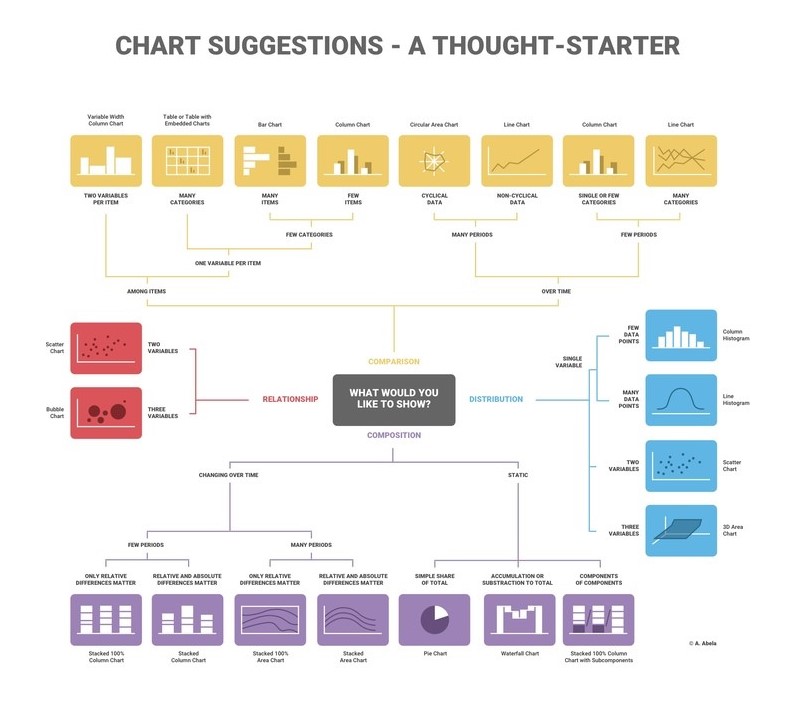 CHART SUGGESTIONS - A THOUGHT-STARTER
Variable Width
Column Chart
Table or Table with
Embedded Charts
Bar Chart
Column Chart
Circular Area Chart
Line Chart
Column Chart
Line Chart
TWO VARIABLES
PER ITEM
MANY
CATEGORIES
MANY
ITEMS
FEW
ITEMS
CYCLICAL
DATA
NON-CYCLICAL
DATA
SINGLE OR FEW
CATEGORIES
MANY
CATEGORIES
FEW CATEGORIES
MANY PERIODS
FEW PERIODS
ONE VARIABLE PER ITEM
AMONG ITEMS
OVER TIME
COMPARISON
Scatter
Chart
TWO
VARIABLES
Bubble
Chart
THREE
VARIABLES
RELATIONSHIP
WHAT WOULD YOU
LIKE TO SHOW?
DISTRIBUTION
SINGLE
VARIABLE
FEW
DATA
POINTS
Column
Histogram
MANY
DATA
POINTS
Line
Histogram
TWO
VARIABLES
Scatter
Chart
THREE
VARIABLES
3D Area
Chart
COMPOSITION
CHANGING OVER TIME
STATIC
FEW PERIODS
MANY PERIODS
ONLY RELATIVE
DIFFERENCES MATTER
RELATIVE AND ABSOLUTE
DIFFERENCES MATTER
ONLY RELATIVE
DIFFERENCES MATTER
RELATIVE AND ABSOLUTE
DIFFERENCES MATTER
SIMPLE SHARE
OF TOTAL
ACCUMULATION OR
SUBSTRACTION TO TOTAL
COMPONENTS
OF COMPONENTS
Stacked 100%
Column Chart
Stacked
Column Chart
Stacked 100%
Area Chart
Stacked
Area Chart
Pie Chart
Waterfall Chart
Stacked 100% Column
Chart with Subcomponents
© A. Abela